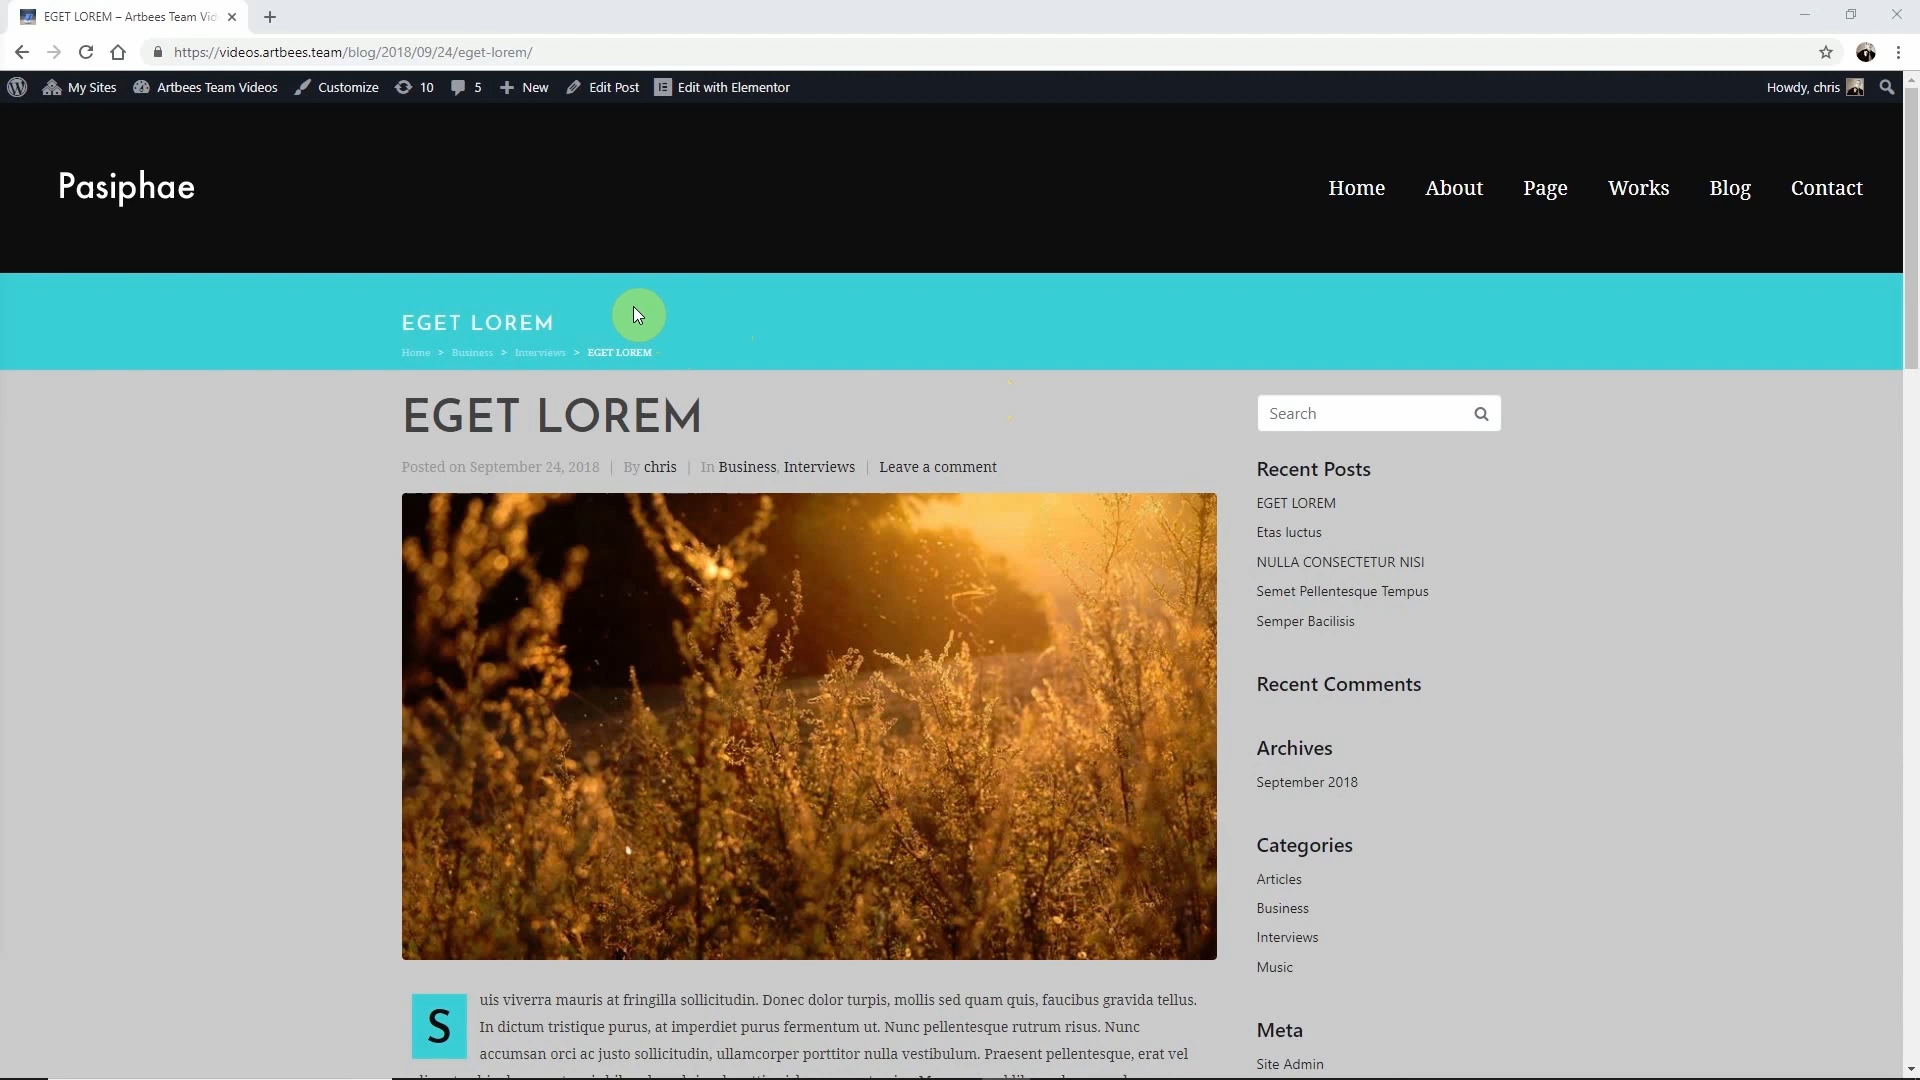 EGET LOREM – Artbees Team Vid
https://videos.artbees.team/blog/2018/09/24/eget-lorem/
My Sites Artbees Team Videos Customize 10 5 New Edit Post Edit with Elementor Howdy, chris
Pasiphae
Home About Page Works Blog Contact
EGET LOREM
Home > Business > Interviews > EGET LOREM
EGET LOREM
Posted on September 24, 2018 | By chris | In Business, Interviews | Leave a comment
S
uis viverra mauris at fringilla sollicitudin. Donec dolor turpis, mollis sed quam quis, faucibus gravida tellus.
In dictum tristique purus, at imperdiet purus fermentum ut. Nunc pellentesque rutrum risus. Nunc
accumsan orci ac justo sollicitudin, ullamcorper porttitor nulla vestibulum. Praesent pellentesque, erat vel
Search
Recent Posts
EGET LOREM
Etas luctus
NULLA CONSECTETUR NISI
Semet Pellentesque Tempus
Semper Bacilisis
Recent Comments
Archives
September 2018
Categories
Articles
Business
Interviews
Music
Meta
Site Admin